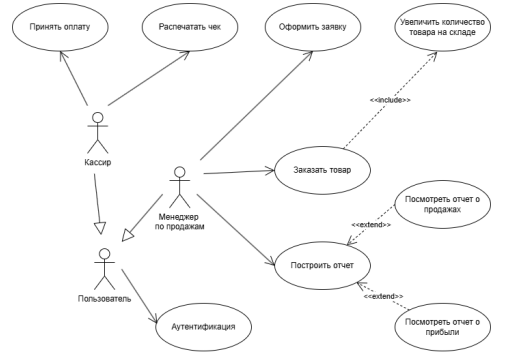 Принять оплату
Распечатать чек
Оформить заявку
Увеличить количество
товара на складе
<<include>>
Кассир
Заказать товар
Менеджер
по продажам
Посмотреть отчет о
продажах
<<extend>>
Построить отчет
<<extend>>
Пользователь
Аутентификация
Посмотреть отчет о
прибыли